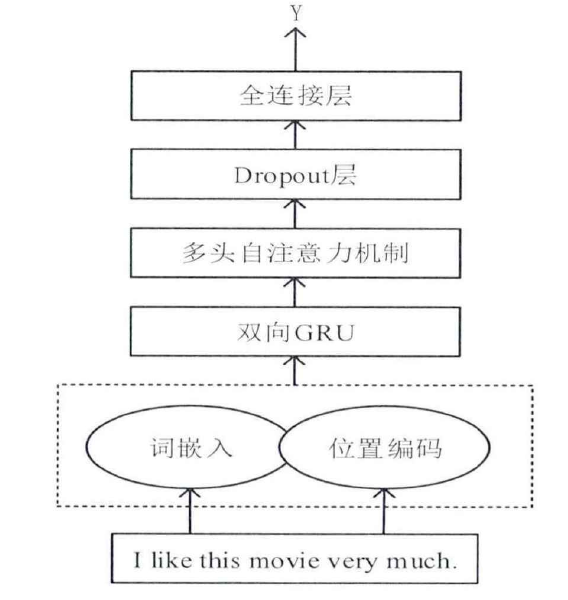 Y
全连接层
Dropout层
多头自注意力机制
双向GRU
词嵌入 位置编码
I like this movie very much.